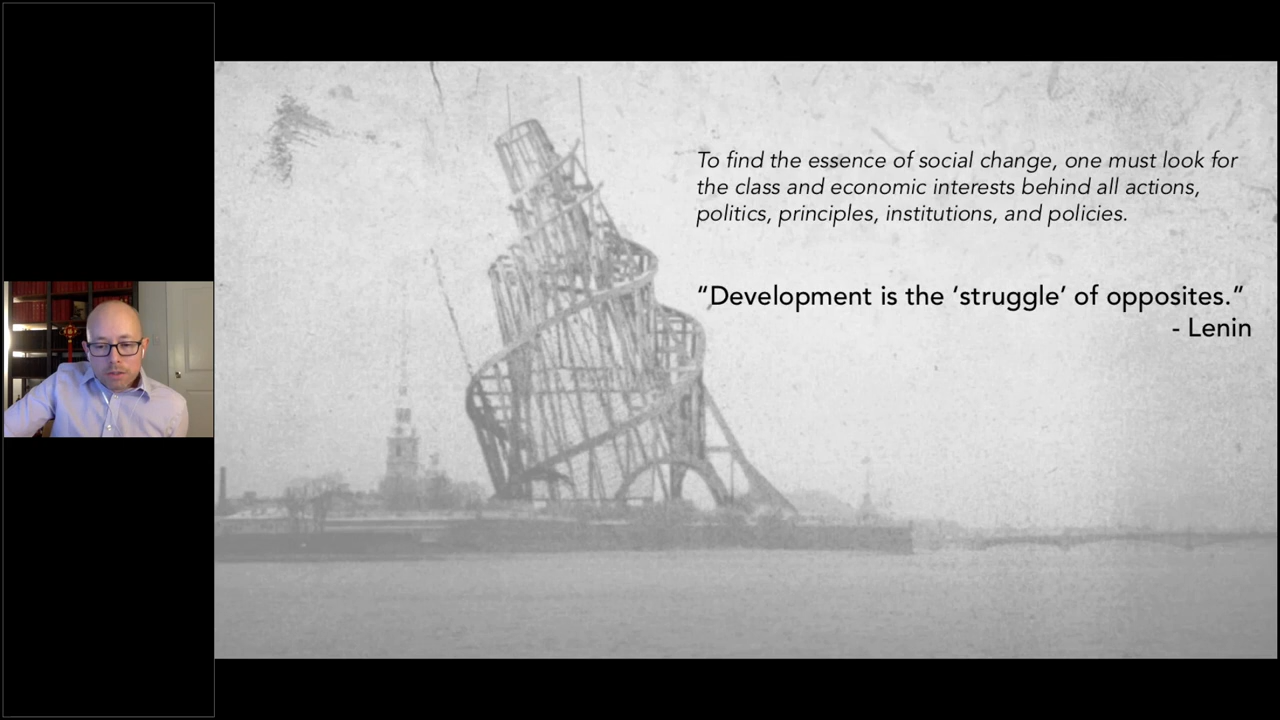 To find the essence of social change, one must look for
the class and economic interests behind all actions,
politics, principles, institutions, and policies.
“Development is the ‘struggle’ of opposites.”
- Lenin